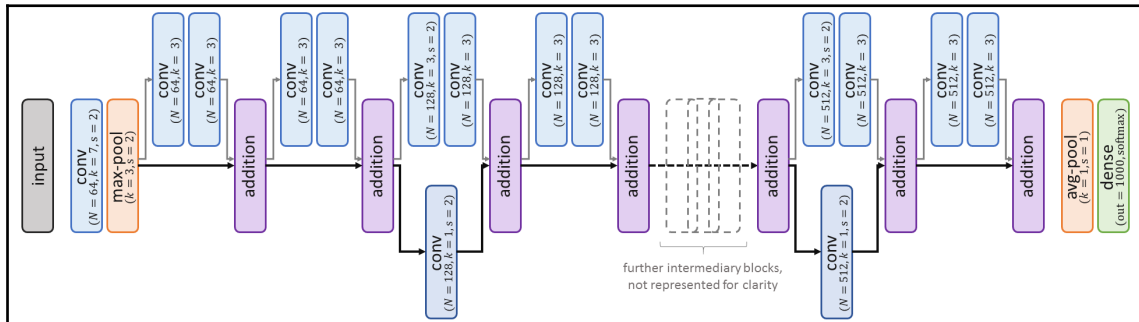 input
conv
(N = 64, k = 7, s = 2)
max-pool
(k = 3, s = 2)
conv
(N = 64, k = 3)
conv
(N = 64, k = 3)
addition
conv
(N = 64, k = 3)
conv
(N = 64, k = 3)
addition
conv
(N = 128, k = 3, s = 2)
conv
(N = 128, k = 3)
conv
(N = 128, k = 1, s = 2)
addition
conv
(N = 128, k = 3)
conv
(N = 128, k = 3)
addition
further intermediary blocks,
not represented for clarity
addition
conv
(N = 512, k = 3, s = 2)
conv
(N = 512, k = 3)
conv
(N = 512, k = 1, s = 2)
addition
conv
(N = 512, k = 3)
conv
(N = 512, k = 3)
addition
avg-pool
(k = 1, s = 1)
dense
(out = 1000, softmax)